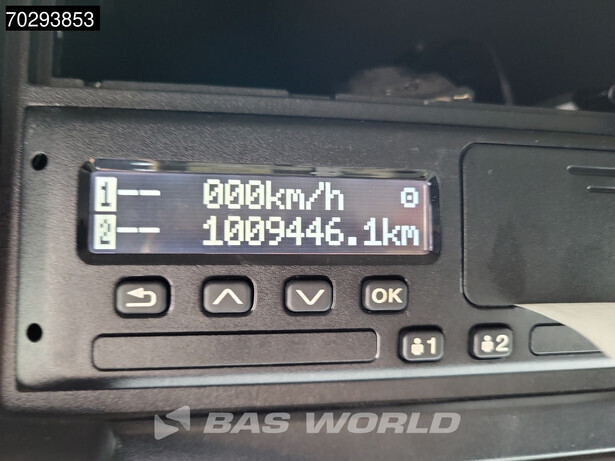 70293853
1-- 000km/h
2-- 1009446.1km
OK
1 2
BAS WORLD